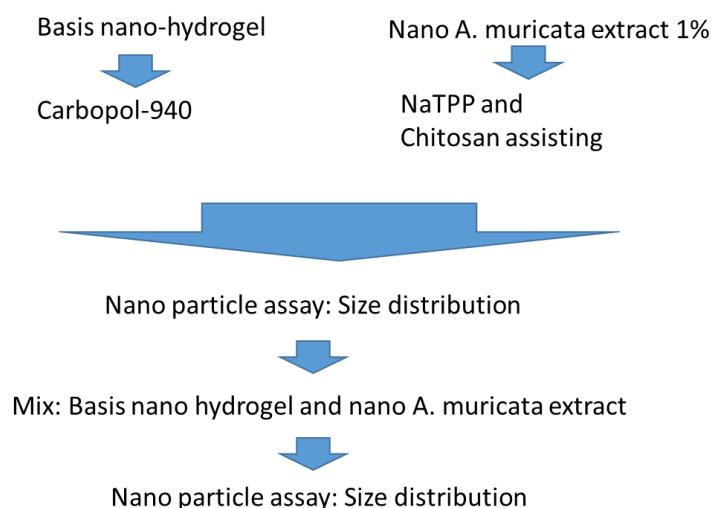 Basis nano-hydrogel
Nano A. muricata extract 1%
Carbopol-940
NaTPP and
Chitosan assisting
Nano particle assay: Size distribution
Mix: Basis nano hydrogel and nano A. muricata extract
Nano particle assay: Size distribution